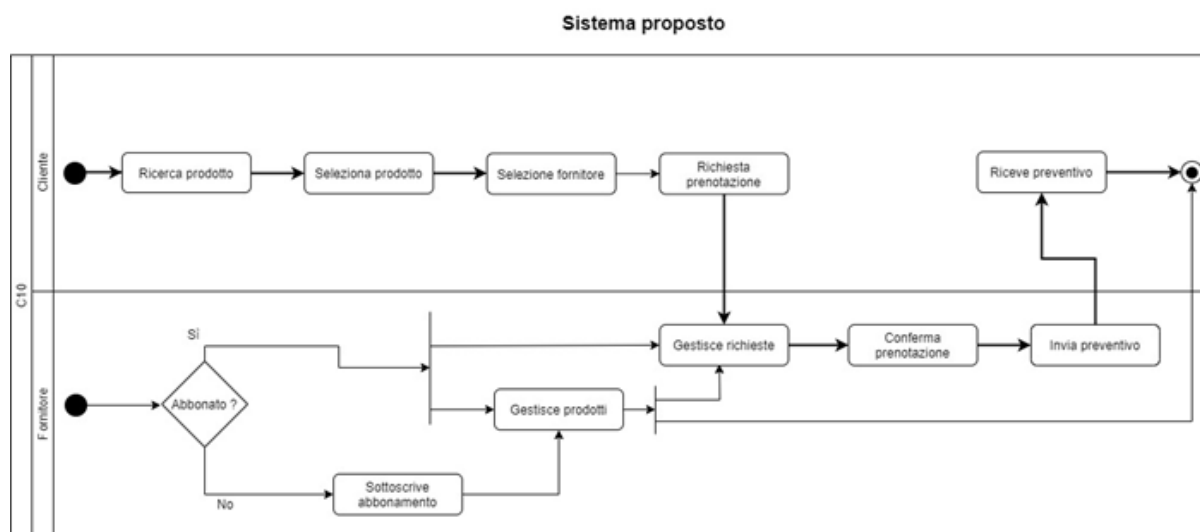 Sistema proposto
C10
Cliente
Ricerca prodotto
Seleziona prodotto
Selezione fornitore
Richiesta
prenotazione
Riceve preventivo
Fornitore
Abbonato ?
Sì
No
Sottoscrive
abbonamento
Gestisce prodotti
Gestisce richieste
Conferma
prenotazione
Invia preventivo